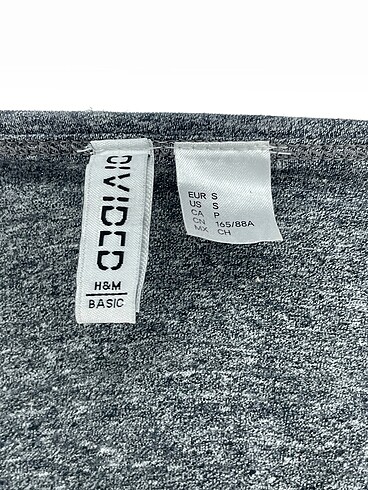 DIVIDED
H&M
BASIC
EUR S
US S
CA P
CN 165/88A
MX CH